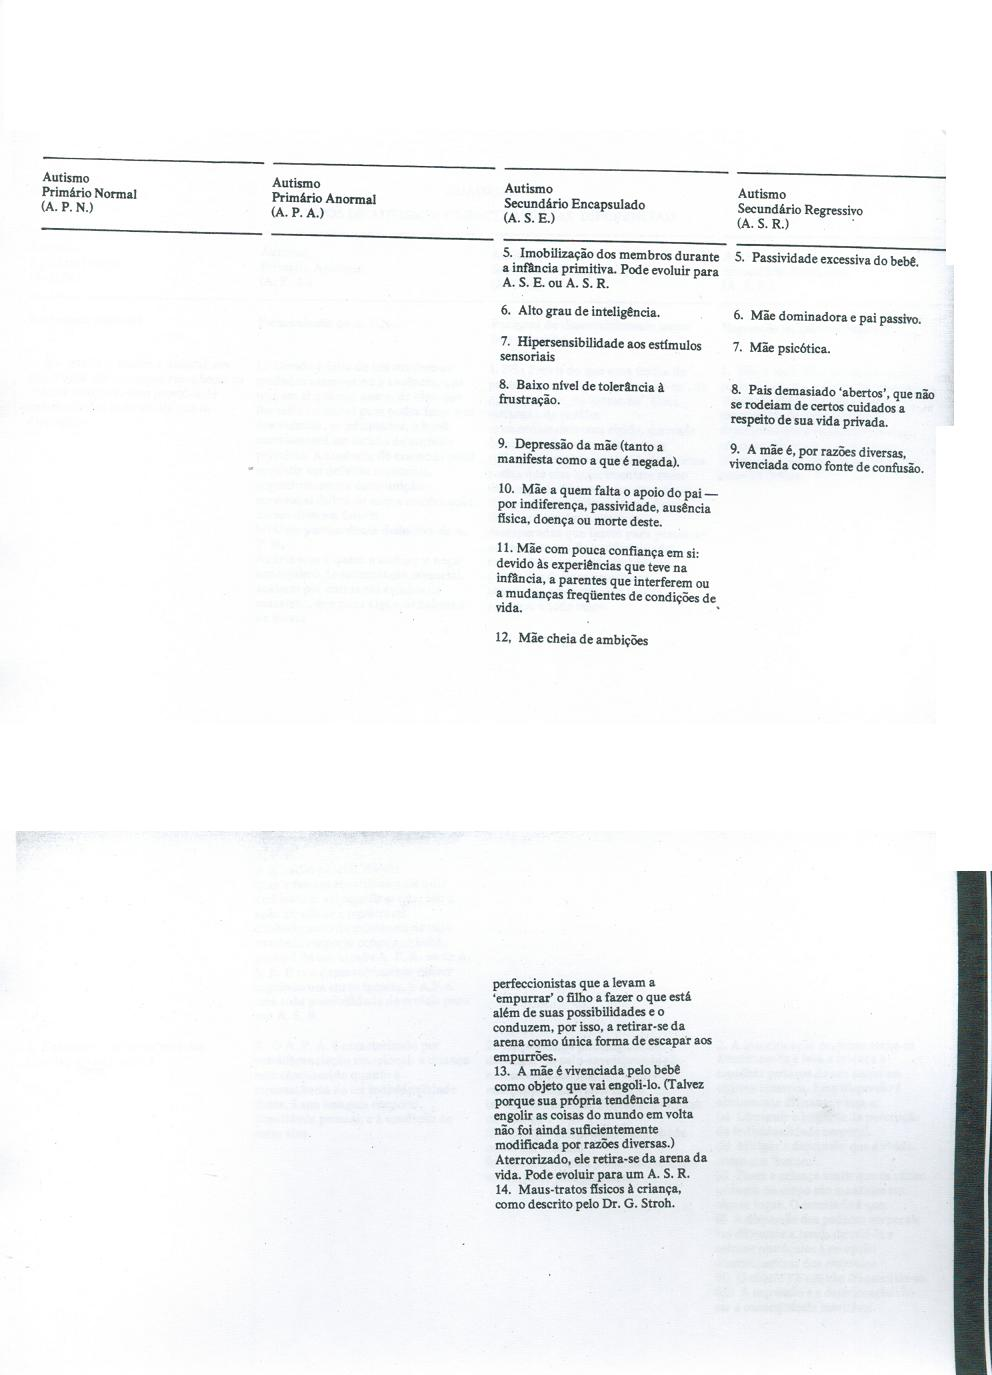 Autismo
Primário Normal
(A. P. N.)
Autismo
Primário Anormal
(A. P. A.)
Autismo
Secundário Encapsulado
(A. S. E.)
Autismo
Secundário Regressivo
(A. S. R.)
5. Imobilização dos membros durante
a infância primitiva. Pode evoluir para
A. S. E. ou A. S. R.
6. Alto grau de inteligência.
7. Hipersensibilidade aos estímulos
sensoriais
8. Baixo nível de tolerância à
frustração.
9. Depressão da mãe (tanto a
manifesta como a que é negada).
10. Mãe a quem falta o apoio do pai —
por indiferença, passividade, ausência
física, doença ou morte deste.
11. Mãe com pouca confiança em si:
devido às experiências que teve na
infância, a parentes que interferem ou
a mudanças freqüentes de condições de
vida.
12, Mãe cheia de ambições
5. Passividade excessiva do bebê.
6. Mãe dominadora e pai passivo.
7. Mãe psicótica.
8. Pais demasiado ‘abertos’, que não
se rodeiam de certos cuidados a
respeito de sua vida privada.
9. A mãe é, por razões diversas,
vivenciada como fonte de confusão.
perfeccionistas que a levam a
‘empurrar’ o filho a fazer o que está
além de suas possibilidades e o
conduzem, por isso, a retirar-se da
arena como única forma de escapar aos
empurrões.
13. A mãe é vivenciada pelo bebê
como objeto que vai engoli-lo. (Talvez
porque sua própria tendência para
engolir as coisas do mundo em volta
não foi ainda suficientemente
modificada por razões diversas.)
Aterrorizado, ele retira-se da arena da
vida. Pode evoluir para um A. S. R.
14. Maus-tratos físicos à criança,
como descrito pelo Dr. G. Stroh.